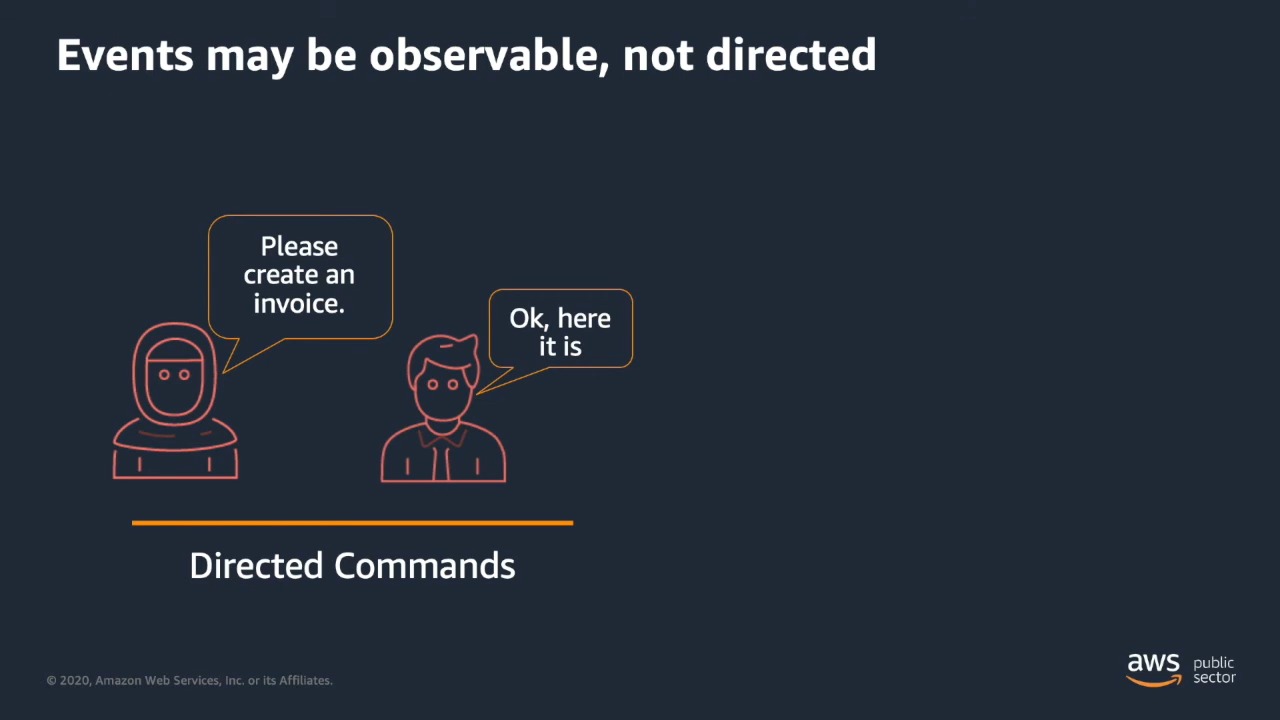 Events may be observable, not directed
Please
create an
invoice.
Ok, here
it is
Directed Commands
© 2020, Amazon Web Services, Inc. or its Affiliates.
aws
public
sector